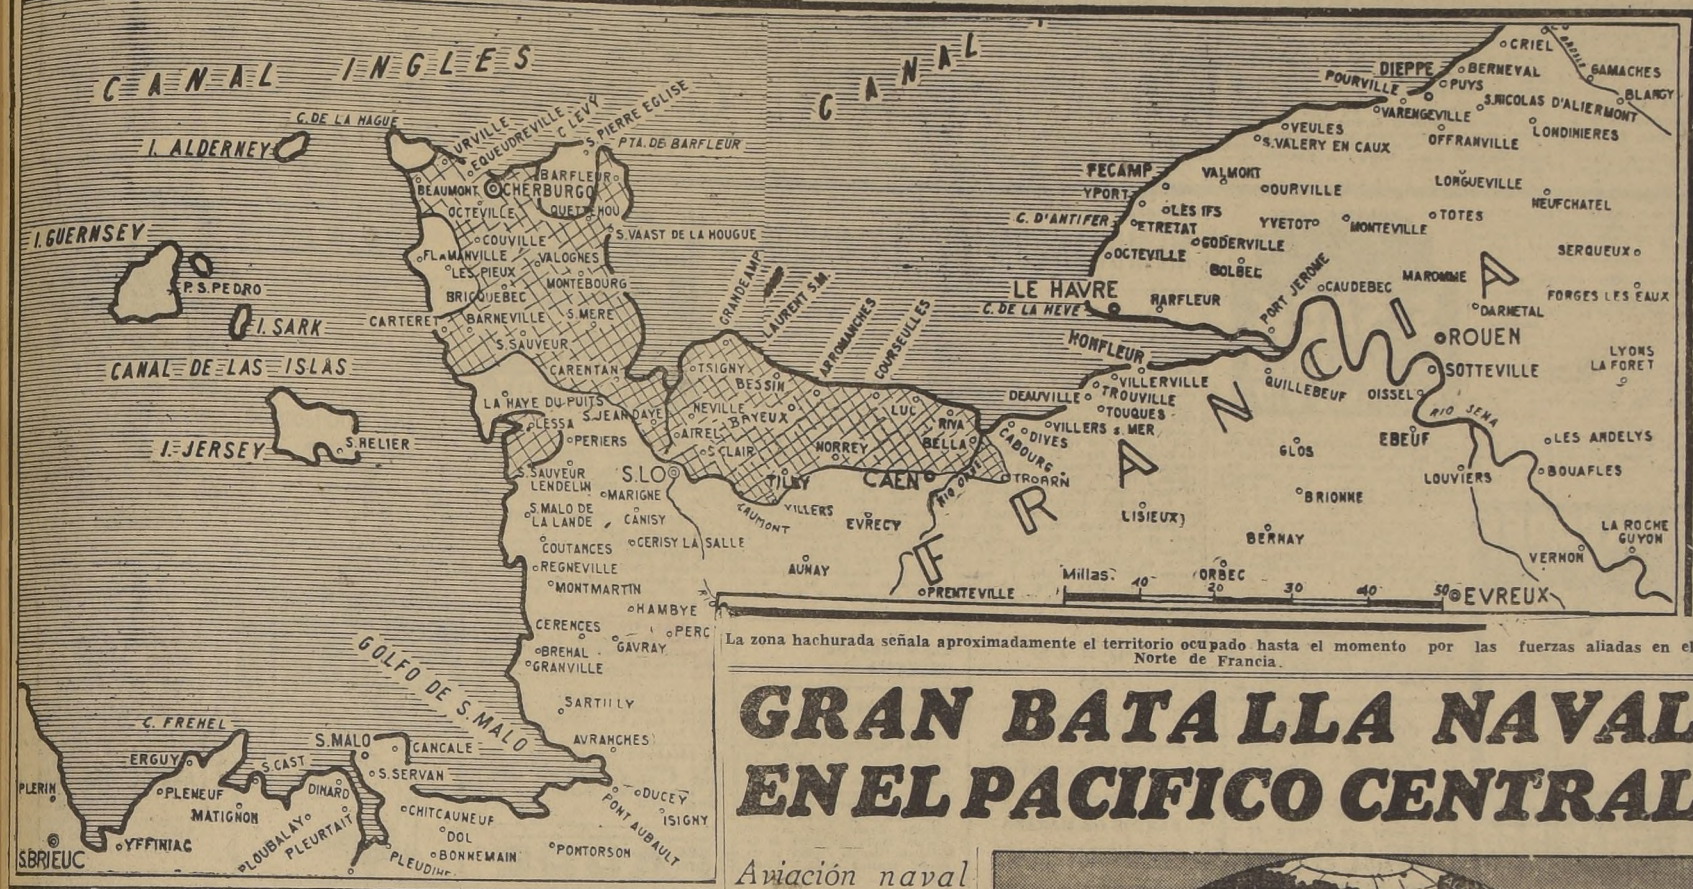 CANAL INGLES
CANAL
C. DE LA HAGUE
I. ALDERNEY
I. GUERNSEY
P.S. PEDRO
I. SARK
CANAL DE LAS ISLAS
I. JERSEY
S. HELIER
GOLFO DE S. MALO
URVILLE
EQUEUDREVILLE
C LEVY
S. PIERRE EGLISE
PTA. DE BARFLEUR
BEAUMONT
CHERBURGO
BARFLEUR
OCTEVILLE
QUETTEHOU
S. VAAST DE LA HOUGUE
COUVILLE
FLAMANVILLE
VALOGNES
LES PIEUX
MONTEBOURG
BRICQUEBEC
CARTERET
BARNEVILLE
S. MERE
S. SAUVEUR
CARENTAN
LA HAYE DU PUITS
S. JEAN DAYE
LESSA
PERIERS
S. SAUVEUR
LENDELIN
S. LO
MARIGNE
S. MALO DE
LA LANDE
CANISY
COUTANCES
CERISY LA SALLE
REGNEVILLE
MONTMARTIN
HAMBYE
CERENCES
PERC
GAVRAY
BREHAL
GRANVILLE
SARTILLY
AVRANCHES
DUCEY
ISIGNY
PONT AUBAULT
PONTORSON
C. FREHEL
ERGUY
S. CAST
S. MALO
CANCALE
S. SERVAN
PLERIN
PLENEUF
DINARD
MATIGNON
CHITCAUNEUF
DOL
PLOUBALAY
PLEURTAIT
BONNEMAIN
YFFINIAC
S. BRIEUC
GRANDCAMP
LAURENT S.M.
ARROMANCHES
COURSEULLES
TSIGNY
BESSIN
NEVILLE
BAYEUX
LUC
RIVA
BELLA
AIREL
S. CLAIR
NORREY
TILLY
CAEN
RIO ORNE
CABOURG
TROARN
CAUMONT
VILLERS
EVRECY
AUNAY
PRENTEVILLE
CRIEL
DIEPPE
BERNEVAL
GAMACHES
POURVILLE
PUYS
BLANGY
S. NICOLAS D'ALIERMONT
VARENGEVILLE
VEULES
OFFRANVILLE
LONDINIERES
S. VALERY EN CAUX
FECAMP
VALMONT
OURVILLE
LONGUEVILLE
YPORT
NEUFCHATEL
C. D'ANTIFER
LES IFS
ETRETAT
YVETOT
MONTEVILLE
TOTES
GODERVILLE
OCTEVILLE
BOLBEC
SERQUEUX
LE HAVRE
C. DE LA HEVE
HARFLEUR
PORT JEROME
CAUDEBEC
MAROMME
FORGES LES EAUX
DARNETAL
ROUEN
HONFLEUR
SOTTEVILLE
LYONS
LA FORET
VILLERVILLE
QUILLEBEUF
OISSEL
DEAUVILLE
TROUVILLE
TOUQUES
RIO SENA
VILLERS S. MER
DIVES
EBEUF
LES ANDELYS
GLOS
LOUVIERS
BOUAFLES
BRIONNE
LISIEUX
BERNAY
LA ROCHE
GUYON
VERNON
ORBEC
EVREUX
FRANCIA
Millas. 10 20 30 40 50
La zona hachurada señala aproximadamente el territorio ocupado hasta el momento por las fuerzas aliadas en el
Norte de Francia.
GRAN BATALLA NAVAL
EN EL PACIFICO CENTRAL
Aviación naval